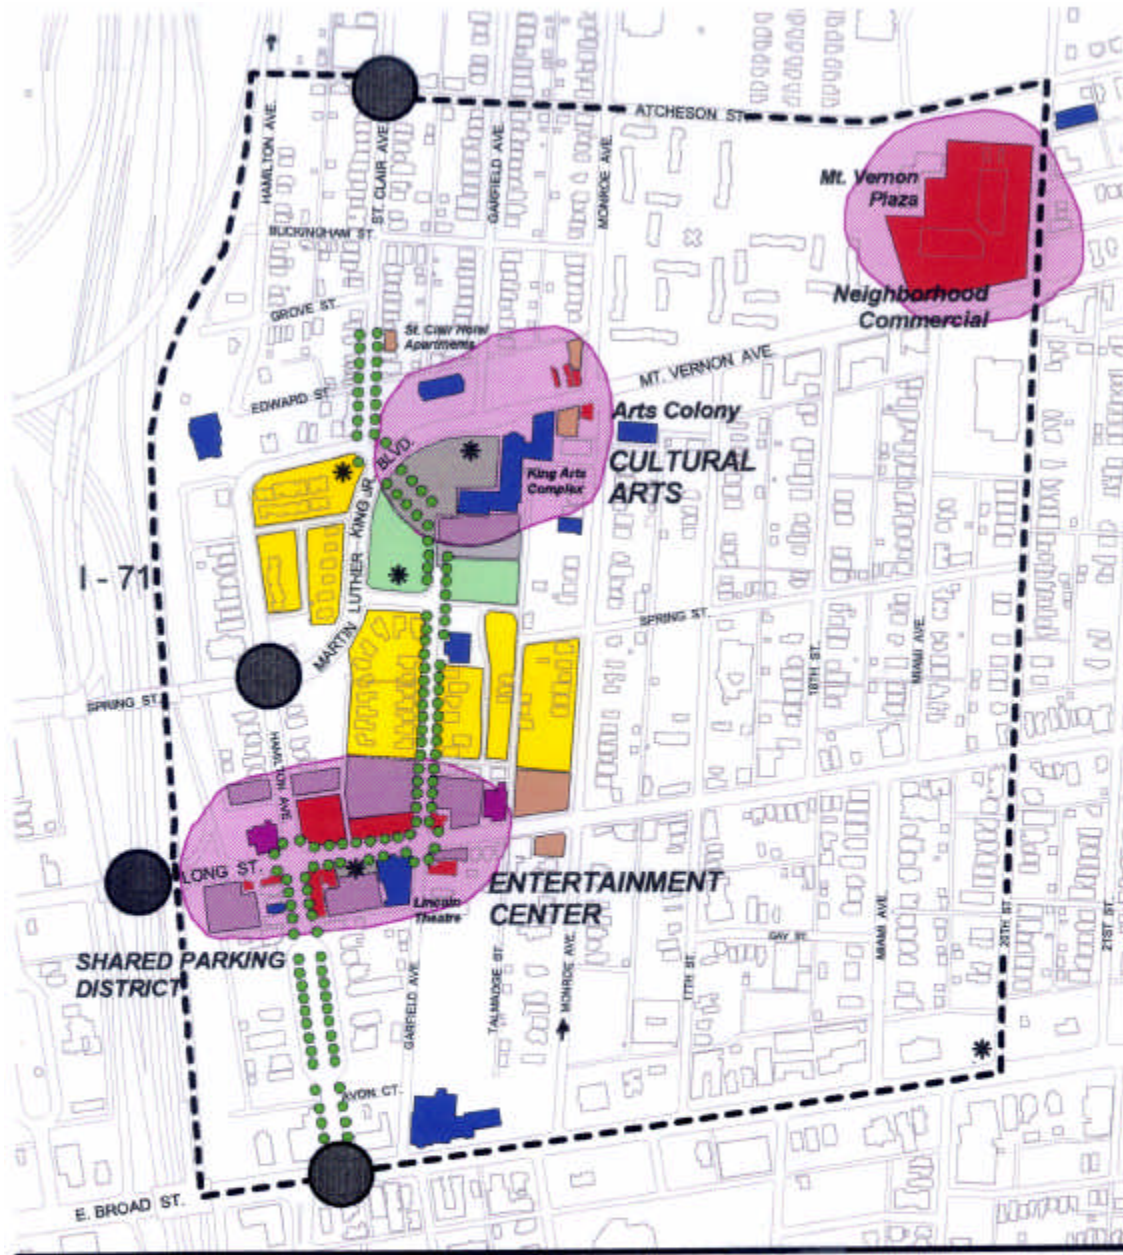 ATCHESON ST.
HAMILTON AVE.
ST. CLAIR AVE.
GARFIELD AVE.
MONROE AVE.
Mt. Vernon
Plaza
BUCKINGHAM ST.
Neighborhood
Commercial
GROVE ST.
St. Clair Hotel
Apartments
MT. VERNON AVE.
EDWARD ST.
Arts Colony
CULTURAL
ARTS
King Arts
Complex
MARTIN LUTHER KING JR. BLVD.
I - 71
SPRING ST.
18TH ST.
MIAMI AVE.
SPRING ST.
HAMILTON AVE.
LONG ST.
ENTERTAINMENT
CENTER
Lincoln
Theatre
SHARED PARKING
DISTRICT
GARFIELD AVE.
TALMADGE ST.
MONROE AVE.
17TH ST.
GAY ST.
MIAMI AVE.
20TH ST.
21ST ST.
AVON CT.
E. BROAD ST.